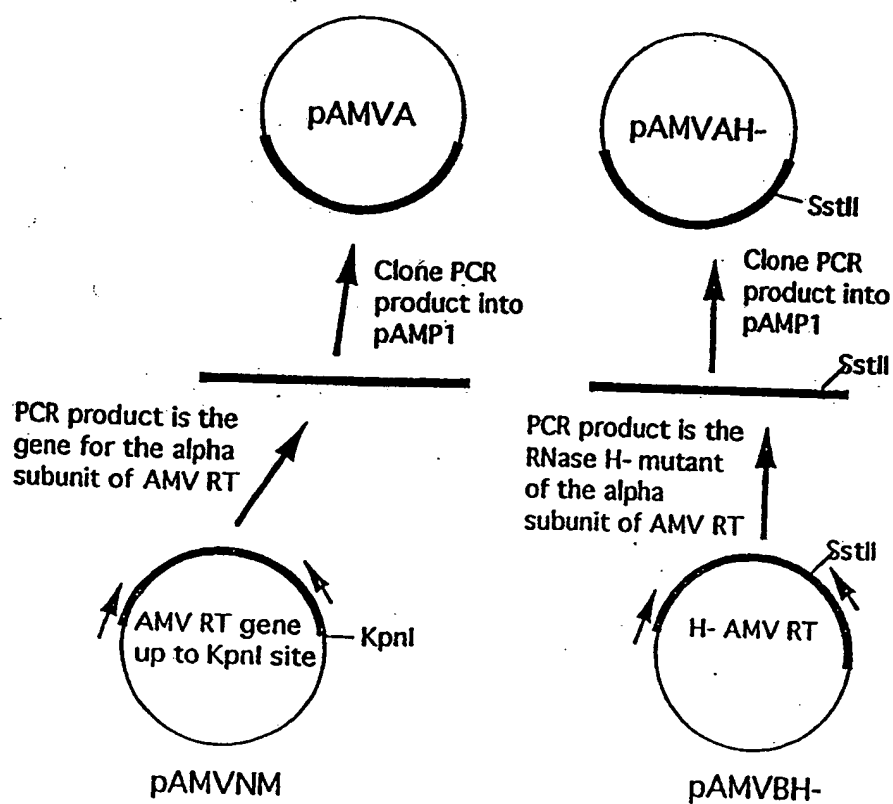 pAMVA
pAMVAH-
SstII
Clone PCR
product into
pAMP1
Clone PCR
product into
pAMP1
SstII
PCR product is the
gene for the alpha
subunit of AMV RT
PCR product is the
RNase H- mutant
of the alpha
subunit of AMV RT
SstII
AMV RT gene
up to KpnI site
KpnI
H- AMV RT
pAMVNM
pAMVBH-